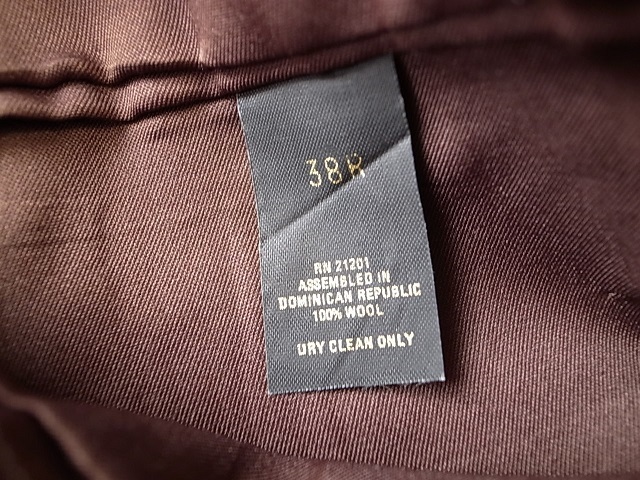 38R
RN 21201
ASSEMBLED IN
DOMINICAN REPUBLIC
100% WOOL
DRY CLEAN ONLY